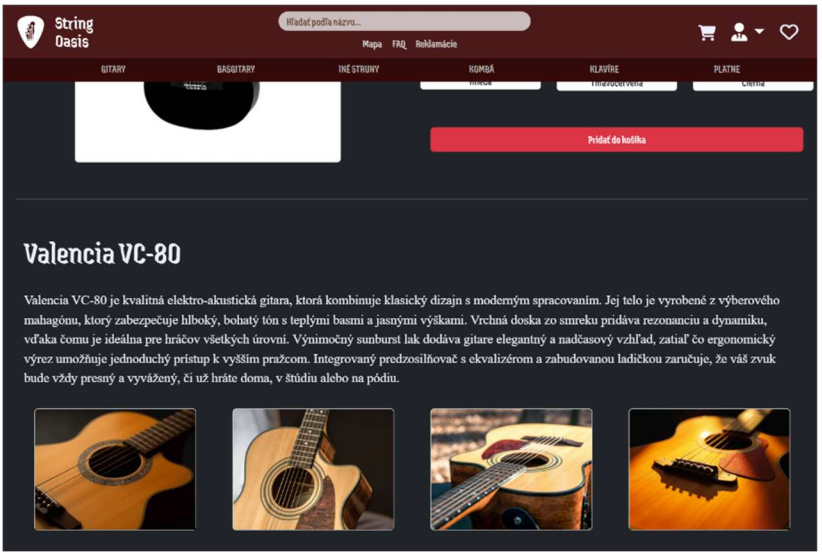 String
Oasis
Hľadať podľa názvu...
Mapa FAQ Reklamácie
GITARY BASGITARY INÉ STRUNY KOMBÁ KLAVÍRE PLATNE
Hnedá Tmavočervená Čierna
Pridať do košíka
Valencia VC-80
Valencia VC-80 je kvalitná elektro-akustická gitara, ktorá kombinuje klasický dizajn s moderným spracovaním. Jej telo je vyrobené z výberového
mahagónu, ktorý zabezpečuje hlboký, bohatý tón s teplými basmi a jasnými výškami. Vrchná doska zo smreku pridáva rezonanciu a dynamiku,
vďaka čomu je ideálna pre hráčov všetkých úrovní. Výnimočný sunburst lak dodáva gitare elegantný a nadčasový vzhľad, zatiaľ čo ergonomický
výrez umožňuje jednoduchý prístup k vyšším pražcom. Integrovaný predzosilňovač s ekvalizérom a zabudovanou ladičkou zaručuje, že váš zvuk
bude vždy presný a vyvážený, či už hráte doma, v štúdiu alebo na pódiu.